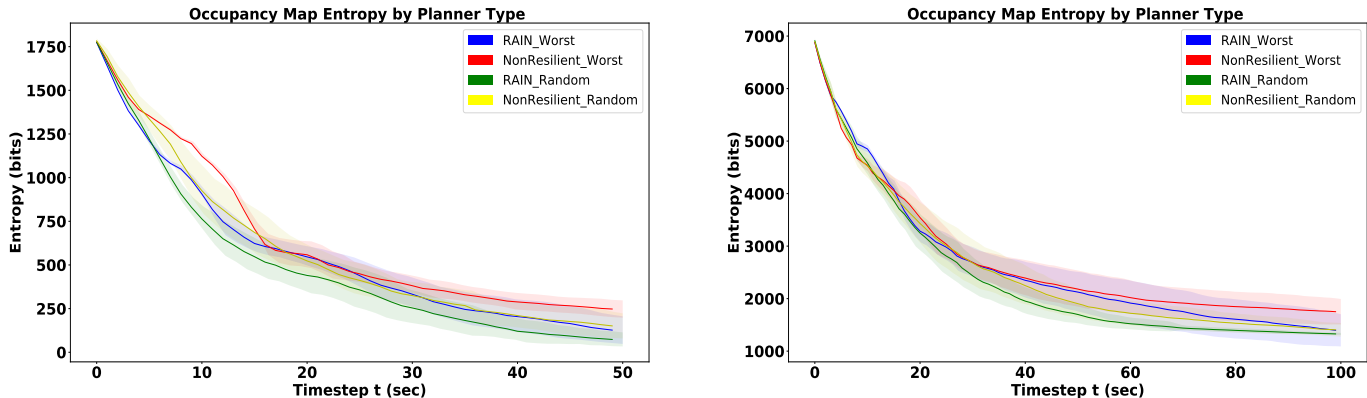 Occupancy Map Entropy by Planner Type
1750
1500
1250
1000
750
500
250
0
Entropy (bits)
RAIN_Worst
NonResilient_Worst
RAIN_Random
NonResilient_Random
0 10 20 30 40 50
Timestep t (sec)
Occupancy Map Entropy by Planner Type
7000
6000
5000
4000
3000
2000
1000
Entropy (bits)
RAIN_Worst
NonResilient_Worst
RAIN_Random
NonResilient_Random
0 20 40 60 80 100
Timestep t (sec)